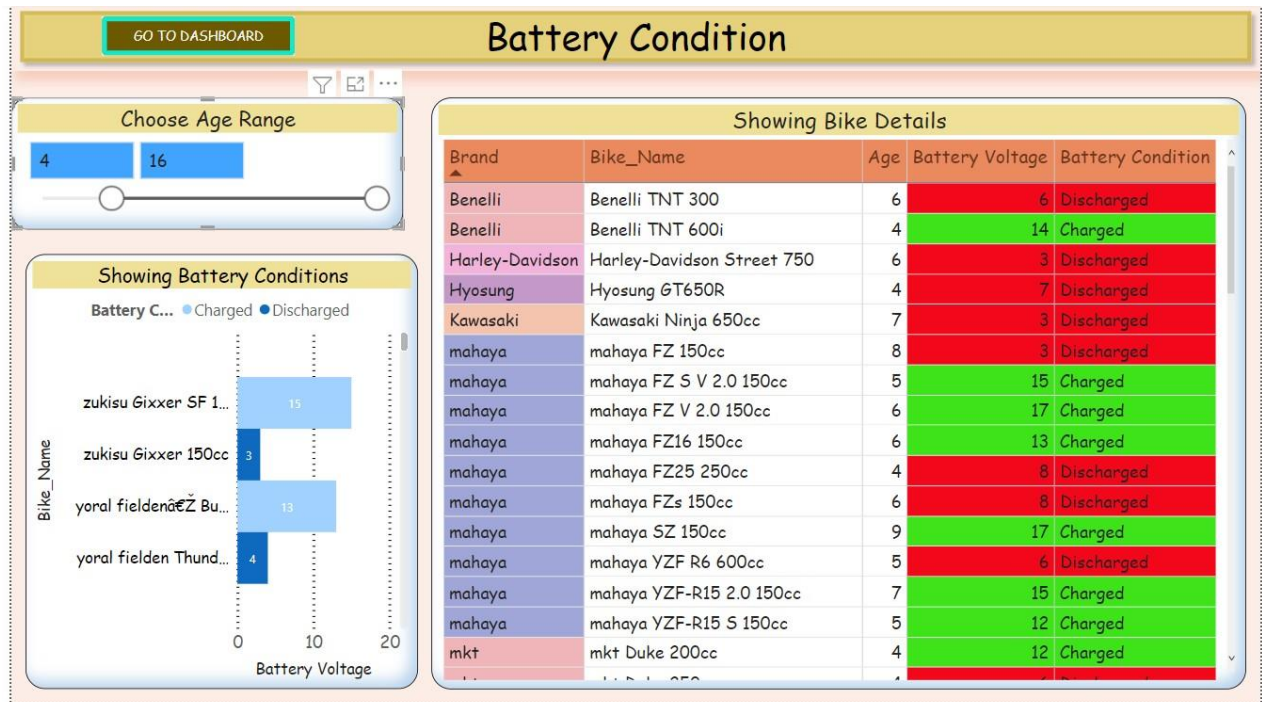 GO TO DASHBOARD
Battery Condition
Choose Age Range
4 16
Showing Battery Conditions
Battery C... Charged Discharged
Bike_Name
zukisu Gixxer SF 1... 15
zukisu Gixxer 150cc 3
yoral fieldenâ€Ž Bu... 13
yoral fielden Thund... 4
0 10 20
Battery Voltage
Showing Bike Details
Brand Bike_Name Age Battery Voltage Battery Condition
Benelli Benelli TNT 300 6 6 Discharged
Benelli Benelli TNT 600i 4 14 Charged
Harley-Davidson Harley-Davidson Street 750 6 3 Discharged
Hyosung Hyosung GT650R 4 7 Discharged
Kawasaki Kawasaki Ninja 650cc 7 3 Discharged
mahaya mahaya FZ 150cc 8 3 Discharged
mahaya mahaya FZ S V 2.0 150cc 5 15 Charged
mahaya mahaya FZ V 2.0 150cc 6 17 Charged
mahaya mahaya FZ16 150cc 6 13 Charged
mahaya mahaya FZ25 250cc 4 8 Discharged
mahaya mahaya FZs 150cc 6 8 Discharged
mahaya mahaya SZ 150cc 9 17 Charged
mahaya mahaya YZF R6 600cc 5 6 Discharged
mahaya mahaya YZF-R15 2.0 150cc 7 15 Charged
mahaya mahaya YZF-R15 S 150cc 5 12 Charged
mkt mkt Duke 200cc 4 12 Charged